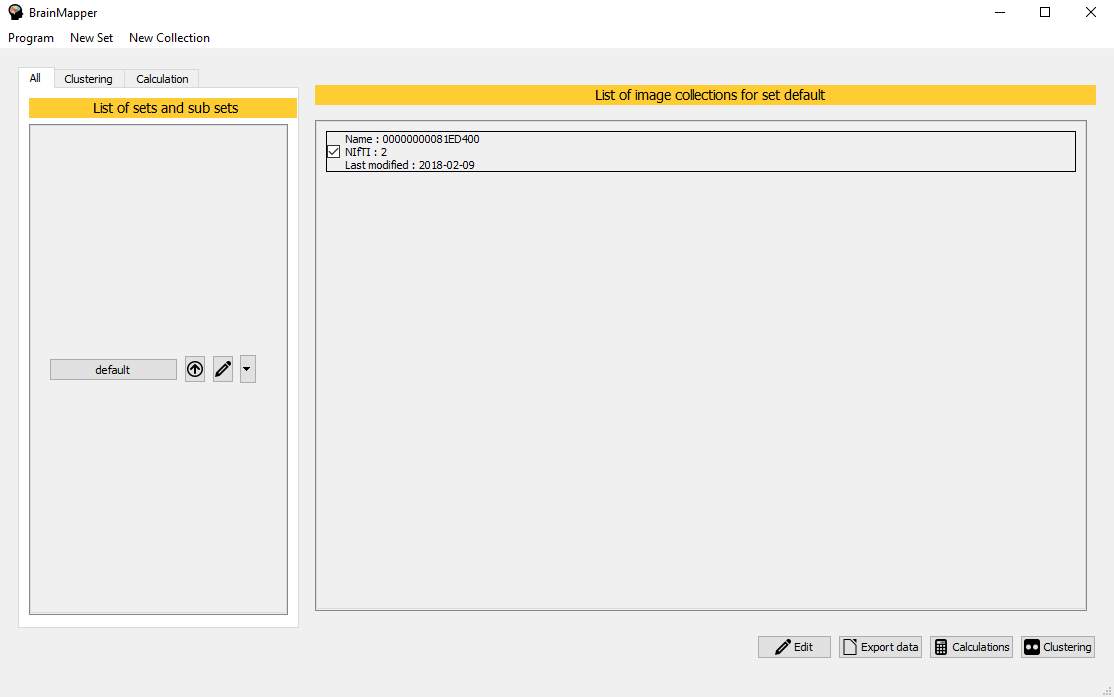 BrainMapper
Program New Set New Collection
All Clustering Calculation
List of sets and sub sets
default
List of image collections for set default
Name : 00000000081ED400
NIfTI : 2
Last modified : 2018-02-09
Edit Export data Calculations Clustering